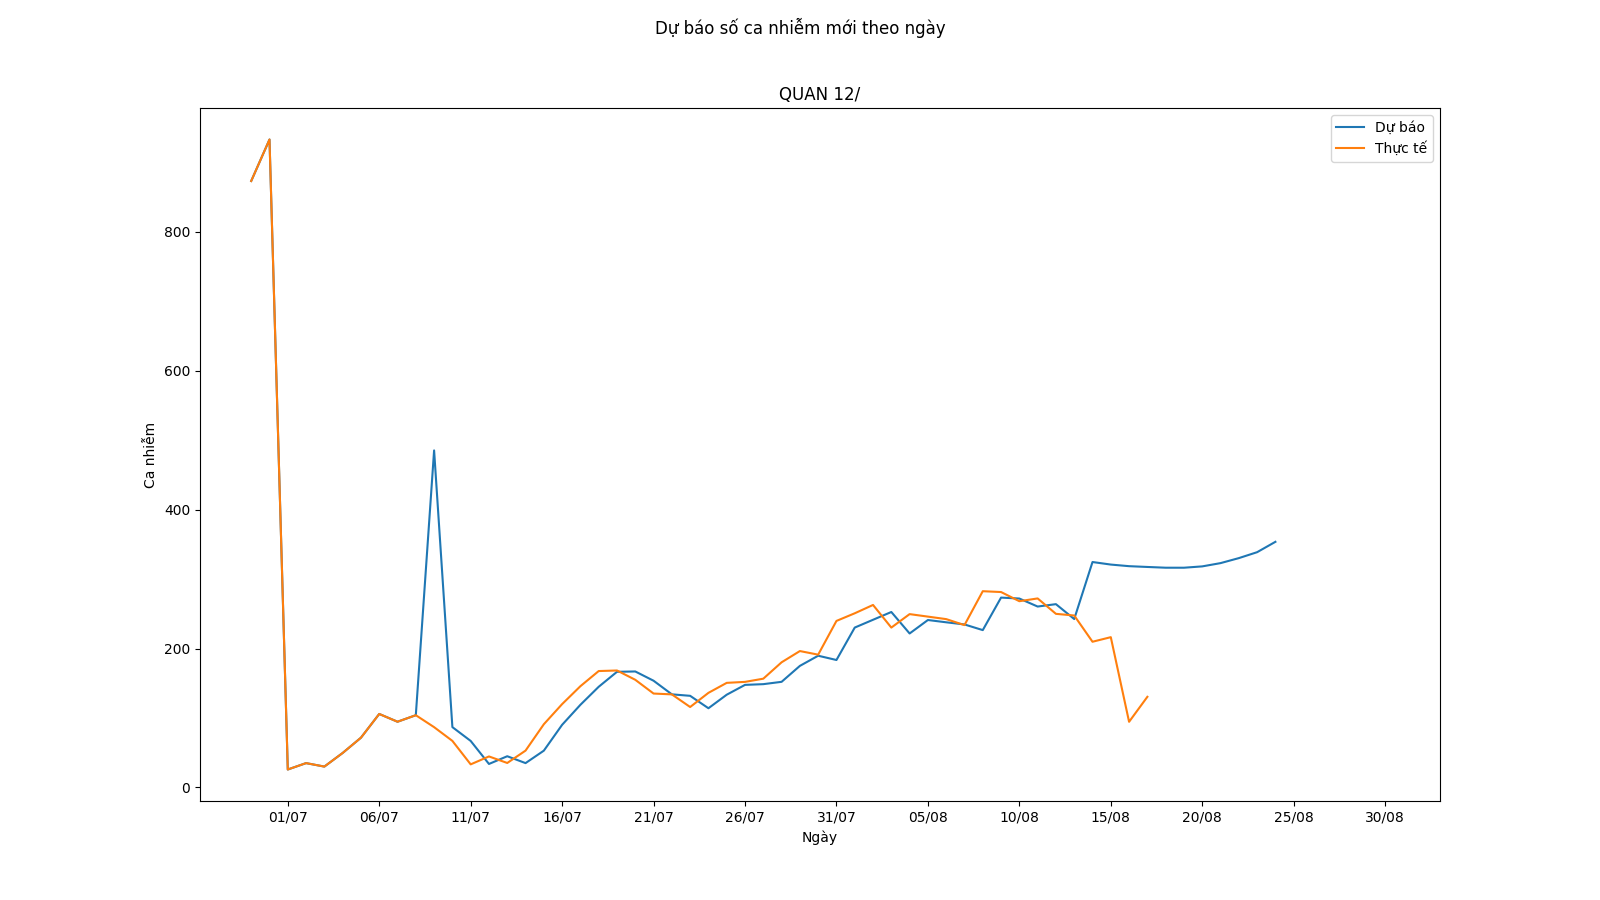 Dự báo số ca nhiễm mới theo ngày
QUAN 12/
Dự báo
Thực tế
800
600
400
200
0
Ca nhiễm
01/07 06/07 11/07 16/07 21/07 26/07 31/07 05/08 10/08 15/08 20/08 25/08 30/08
Ngày